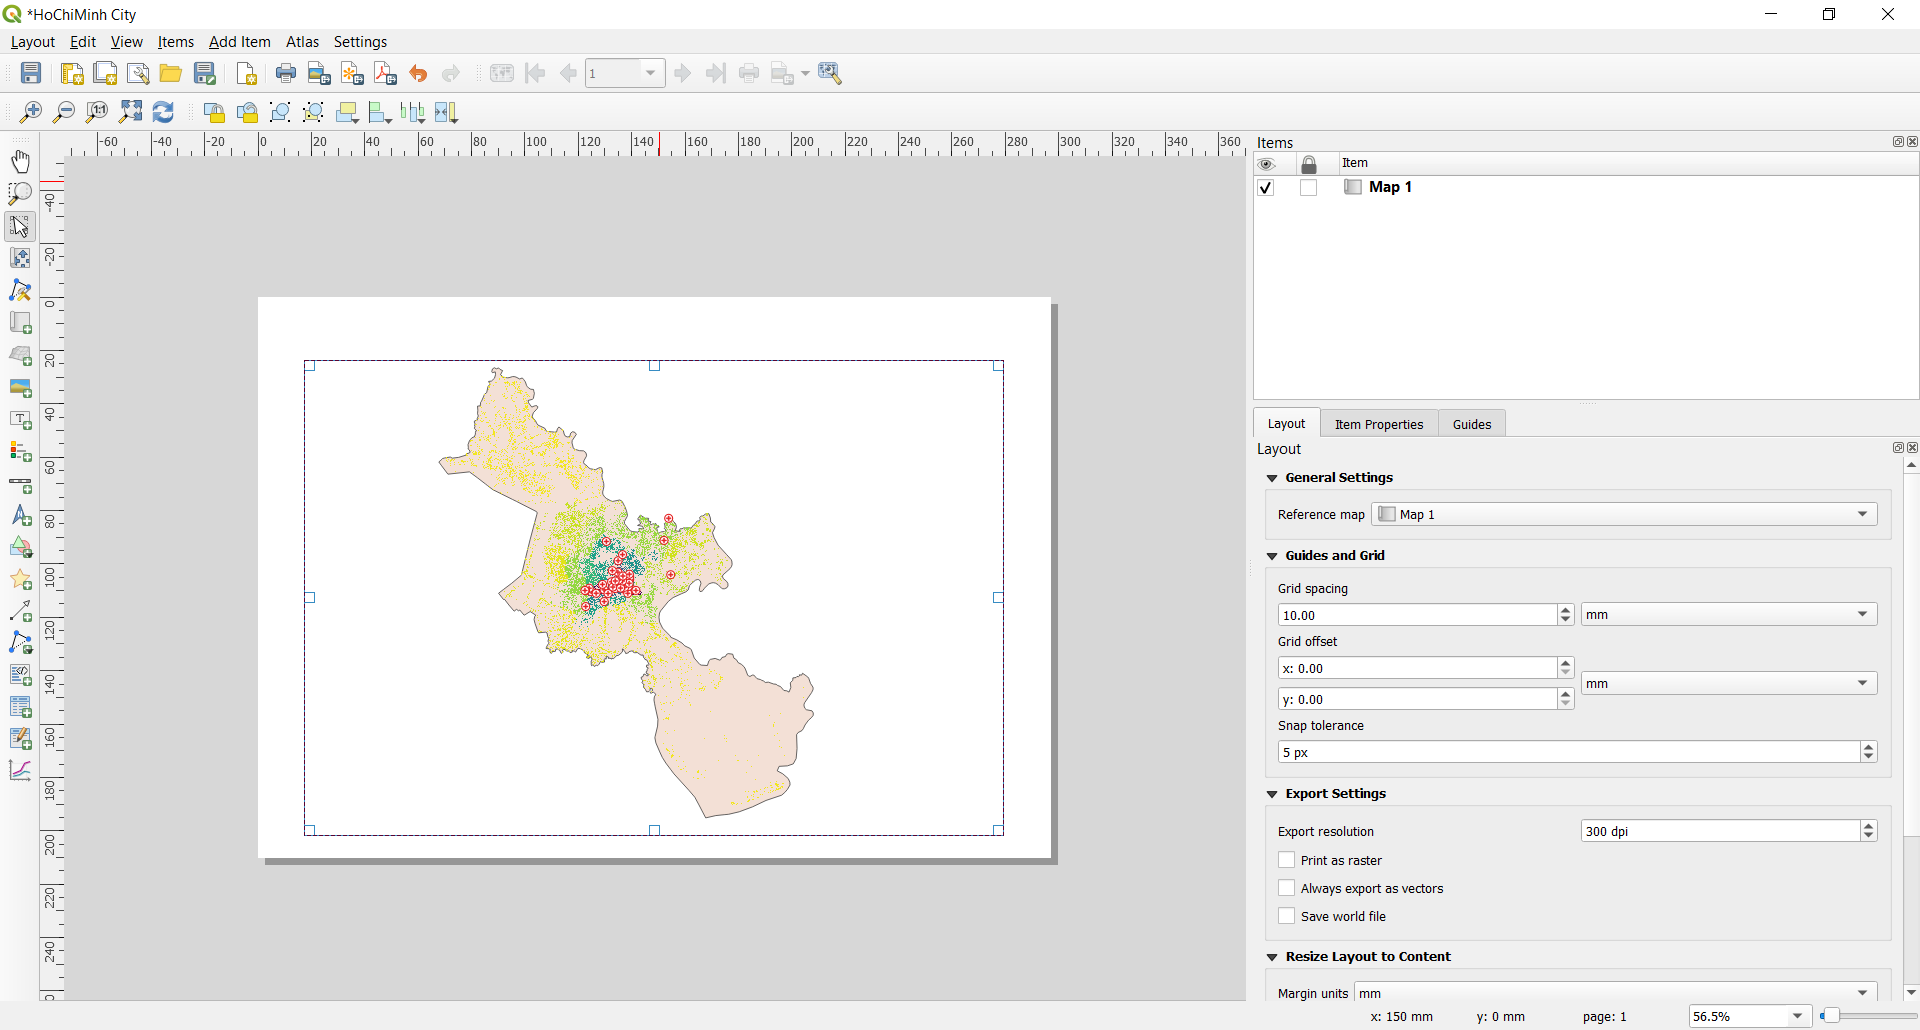 *HoChiMinh City
Layout Edit View Items Add Item Atlas Settings
1
1:1
-60 -40 -20 0 20 40 60 80 100 120 140 160 180 200 220 240 260 280 300 320 340 360
-40
-20
0
20
40
60
80
100
120
140
160
180
200
220
240
Items
Item
Map 1
Layout Item Properties Guides
Layout
General Settings
Reference map Map 1
Guides and Grid
Grid spacing
10.00 mm
Grid offset
x: 0.00
mm
y: 0.00
Snap tolerance
5 px
Export Settings
Export resolution 300 dpi
Print as raster
Always export as vectors
Save world file
Resize Layout to Content
Margin units mm
x: 150 mm y: 0 mm page: 1 56.5%